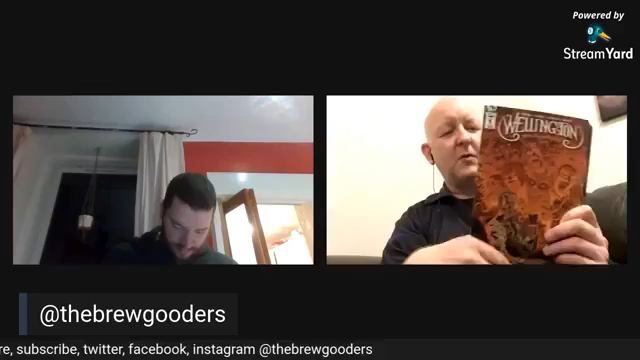 Powered by
StreamYard
WELLINGTON
@thebrewgooders
re, subscribe, twitter, facebook, instagram @thebrewgooders